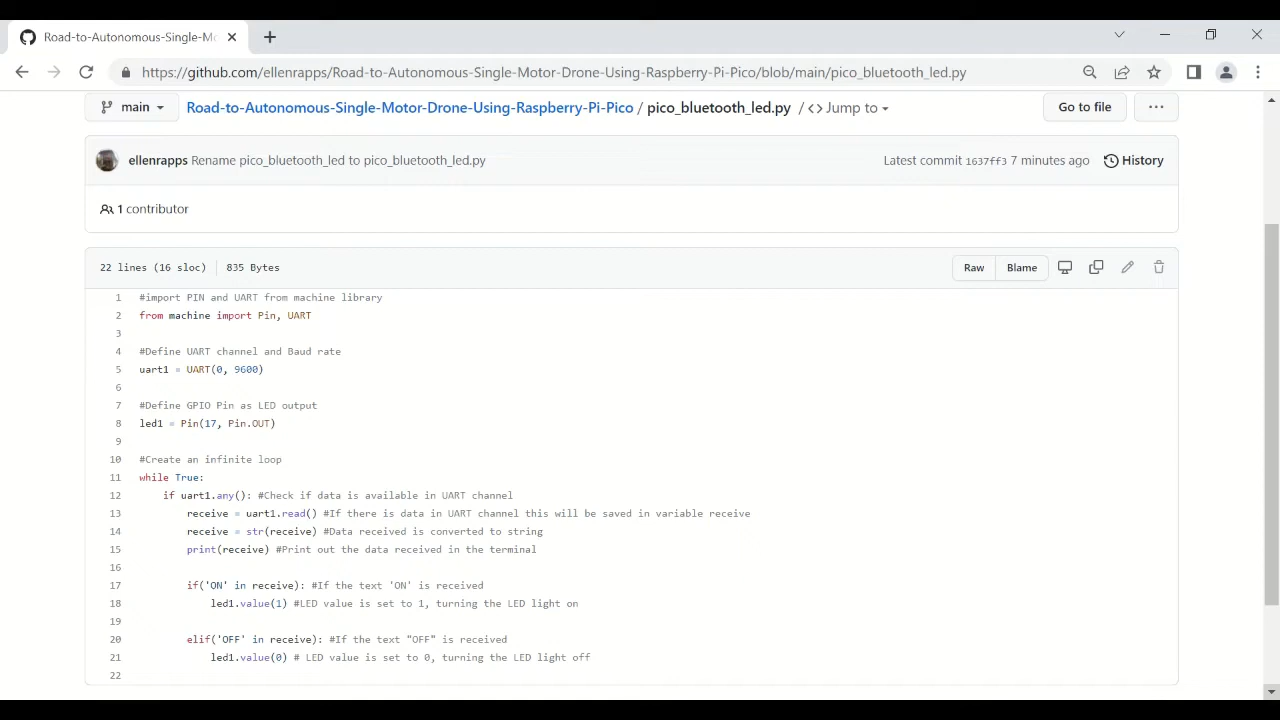 Road-to-Autonomous-Single-Mo
https://github.com/ellenrapps/Road-to-Autonomous-Single-Motor-Drone-Using-Raspberry-Pi-Pico/blob/main/pico_bluetooth_led.py
main Road-to-Autonomous-Single-Motor-Drone-Using-Raspberry-Pi-Pico / pico_bluetooth_led.py / <> Jump to Go to file ...
ellenrapps Rename pico_bluetooth_led to pico_bluetooth_led.py Latest commit 1637ff3 7 minutes ago History
1 contributor
22 lines (16 sloc) 835 Bytes Raw Blame
1 #import PIN and UART from machine library
2 from machine import Pin, UART
3
4 #Define UART channel and Baud rate
5 uart1 = UART(0, 9600)
6
7 #Define GPIO Pin as LED output
8 led1 = Pin(17, Pin.OUT)
9
10 #Create an infinite loop
11 while True:
12 if uart1.any(): #Check if data is available in UART channel
13 receive = uart1.read() #If there is data in UART channel this will be saved in variable receive
14 receive = str(receive) #Data received is converted to string
15 print(receive) #Print out the data received in the terminal
16
17 if('ON' in receive): #If the text 'ON' is received
18 led1.value(1) #LED value is set to 1, turning the LED light on
19
20 elif('OFF' in receive): #If the text "OFF" is received
21 led1.value(0) # LED value is set to 0, turning the LED light off
22